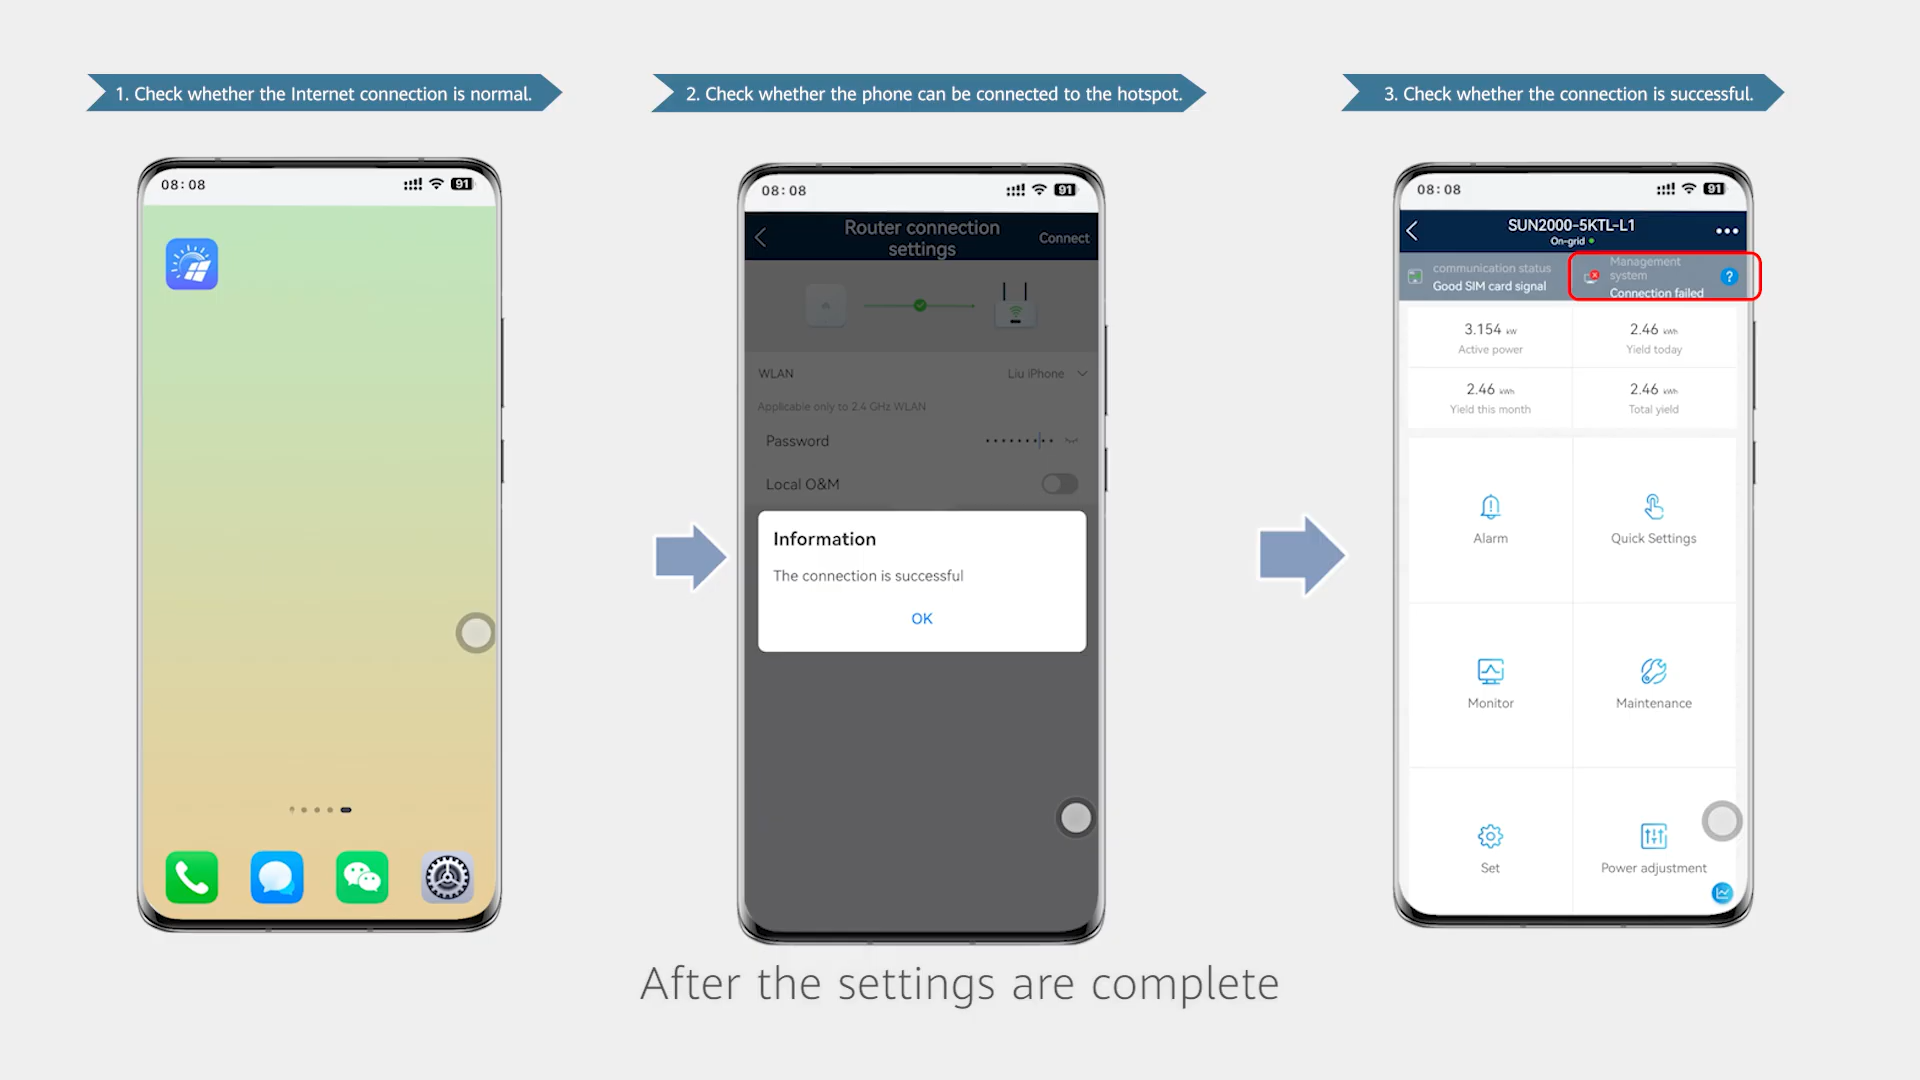 1. Check whether the Internet connection is normal.
2. Check whether the phone can be connected to the hotspot.
3. Check whether the connection is successful.
08:08
91
08:08
91
Router connection
settings
Connect
WLAN
Liu iPhone
Applicable only to 2.4 GHz WLAN
Password
Local O&M
Information
The connection is successful
OK
08:08
91
SUN2000-5KTL-L1
On-grid
communication status
Good SIM card signal
Management
system
Connection failed
?
3.154 kW
Active power
2.46 kWh
Yield today
2.46 kWh
Yield this month
2.46 kWh
Total yield
Alarm
Quick Settings
Monitor
Maintenance
Set
Power adjustment
After the settings are complete